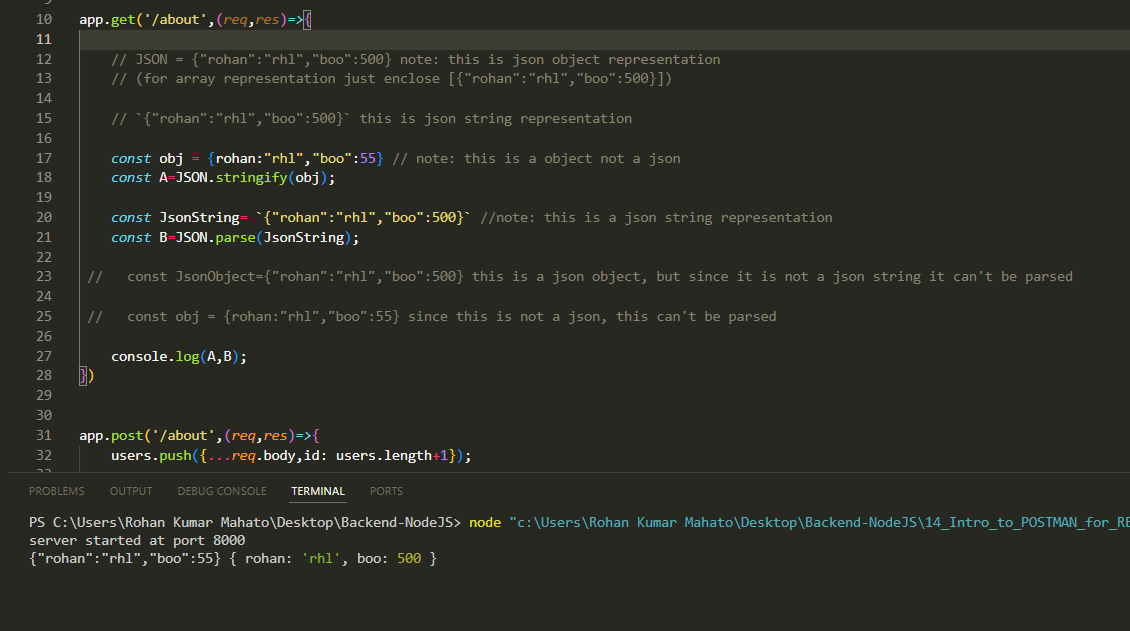 10 app.get('/about',(req,res)=>{
11
12 // JSON = {"rohan":"rhl","boo":500} note: this is json object representation
13 // (for array representation just enclose [{"rohan":"rhl","boo":500}])
14
15 // `{"rohan":"rhl","boo":500}` this is json string representation
16
17 const obj = {rohan:"rhl","boo":55} // note: this is a object not a json
18 const A=JSON.stringify(obj);
19
20 const JsonString= `{"rohan":"rhl","boo":500}` //note: this is a json string representation
21 const B=JSON.parse(JsonString);
22
23 // const JsonObject={"rohan":"rhl","boo":500} this is a json object, but since it is not a json string it can't be parsed
24
25 // const obj = {rohan:"rhl","boo":55} since this is not a json, this can't be parsed
26
27 console.log(A,B);
28 })
29
30
31 app.post('/about',(req,res)=>{
32 users.push({...req.body,id: users.length+1});
PROBLEMS OUTPUT DEBUG CONSOLE TERMINAL PORTS
PS C:\Users\Rohan Kumar Mahato\Desktop\Backend-NodeJS> node "c:\Users\Rohan Kumar Mahato\Desktop\Backend-NodeJS\14_Intro_to_POSTMAN_for_RE
server started at port 8000
{"rohan":"rhl","boo":55} { rohan: 'rhl', boo: 500 }